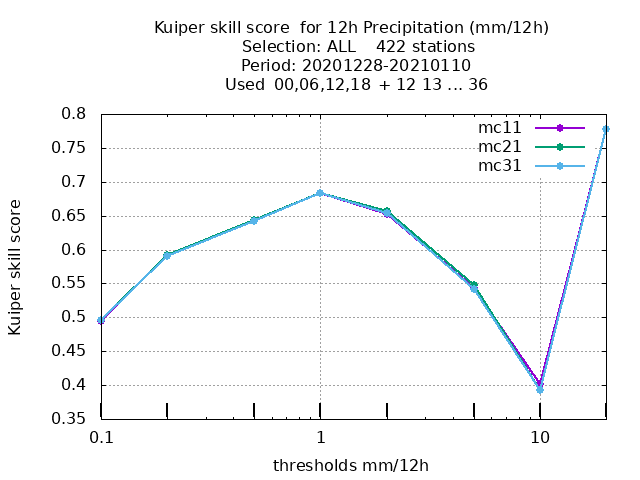 Kuiper skill score  for 12h Precipitation (mm/12h)
Selection: ALL    422 stations
Period: 20201228-20210110
Used  00,06,12,18  + 12 13 ... 36
mc11
mc21
mc31
0.8
0.75
0.7
0.65
0.6
0.55
0.5
0.45
0.4
0.35
Kuiper skill score
0.1
1
10
thresholds mm/12h